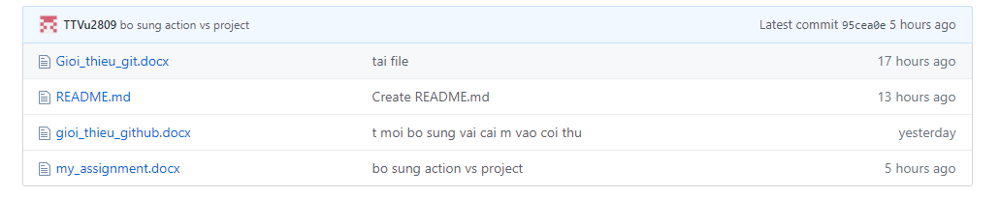 TTVu2809 bo sung action vs project Latest commit 95cea0e 5 hours ago
Gioi_thieu_git.docx tai file 17 hours ago
README.md Create README.md 13 hours ago
gioi_thieu_github.docx t moi bo sung vai cai m vao coi thu yesterday
my_assignment.docx bo sung action vs project 5 hours ago